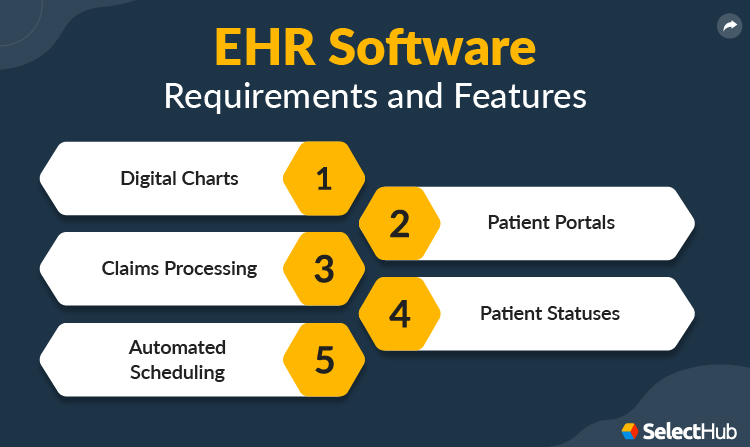 EHR Software
Requirements and Features
Digital Charts
1
2
Patient Portals
Claims Processing
3
4
Patient Statuses
Automated
Scheduling
5
SelectHub